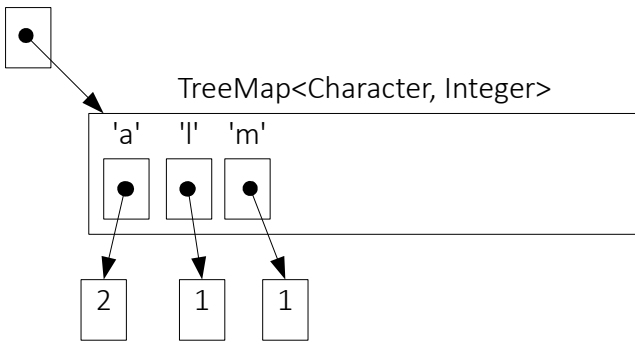 TreeMap<Character, Integer>
'a' 'l' 'm'
2 1 1